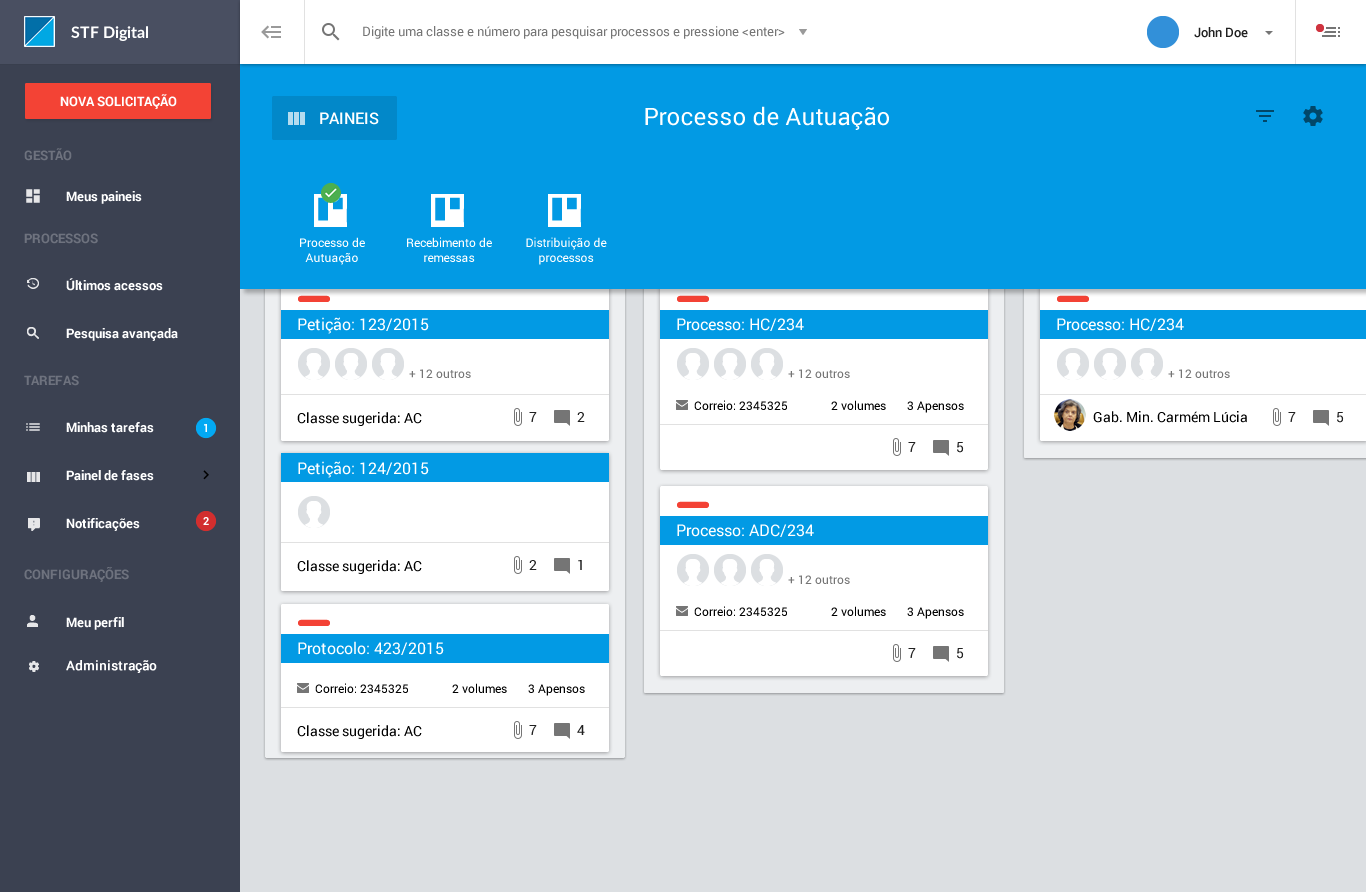 STF Digital
Digite uma classe e número para pesquisar processos e pressione <enter>
John Doe
NOVA SOLICITAÇÃO
GESTÃO
Meus paineis
PROCESSOS
Últimos acessos
Pesquisa avançada
TAREFAS
Minhas tarefas 1
Painel de fases
Notificações 2
CONFIGURAÇÕES
Meu perfil
Administração
PAINEIS
Processo de Autuação
Processo de
Autuação
Recebimento de
remessas
Distribuição de
processos
Petição: 123/2015
+ 12 outros
Classe sugerida: AC 7 2
Petição: 124/2015
Classe sugerida: AC 2 1
Protocolo: 423/2015
Correio: 2345325 2 volumes 3 Apensos
Classe sugerida: AC 7 4
Processo: HC/234
+ 12 outros
Correio: 2345325 2 volumes 3 Apensos
7 5
Processo: ADC/234
+ 12 outros
Correio: 2345325 2 volumes 3 Apensos
7 5
Processo: HC/234
+ 12 outros
Gab. Min. Carmém Lúcia 7 5